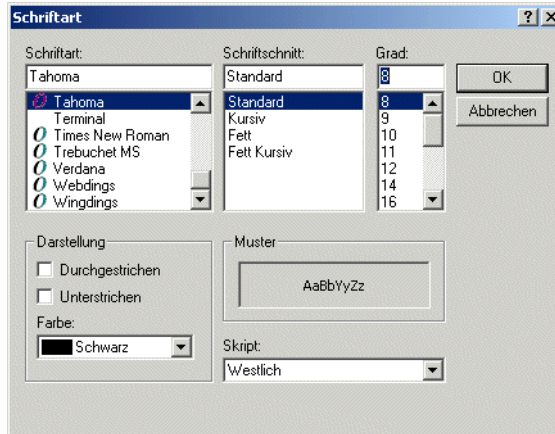 Schriftart
Schriftart:
Tahoma
Tahoma
Terminal
Times New Roman
Trebuchet MS
Verdana
Webdings
Wingdings
Schriftschnitt:
Standard
Standard
Kursiv
Fett
Fett Kursiv
Grad:
8
8
9
10
11
12
14
16
OK
Abbrechen
Darstellung
Durchgestrichen
Unterstrichen
Farbe:
Schwarz
Muster
AaBbYyZz
Skript:
Westlich